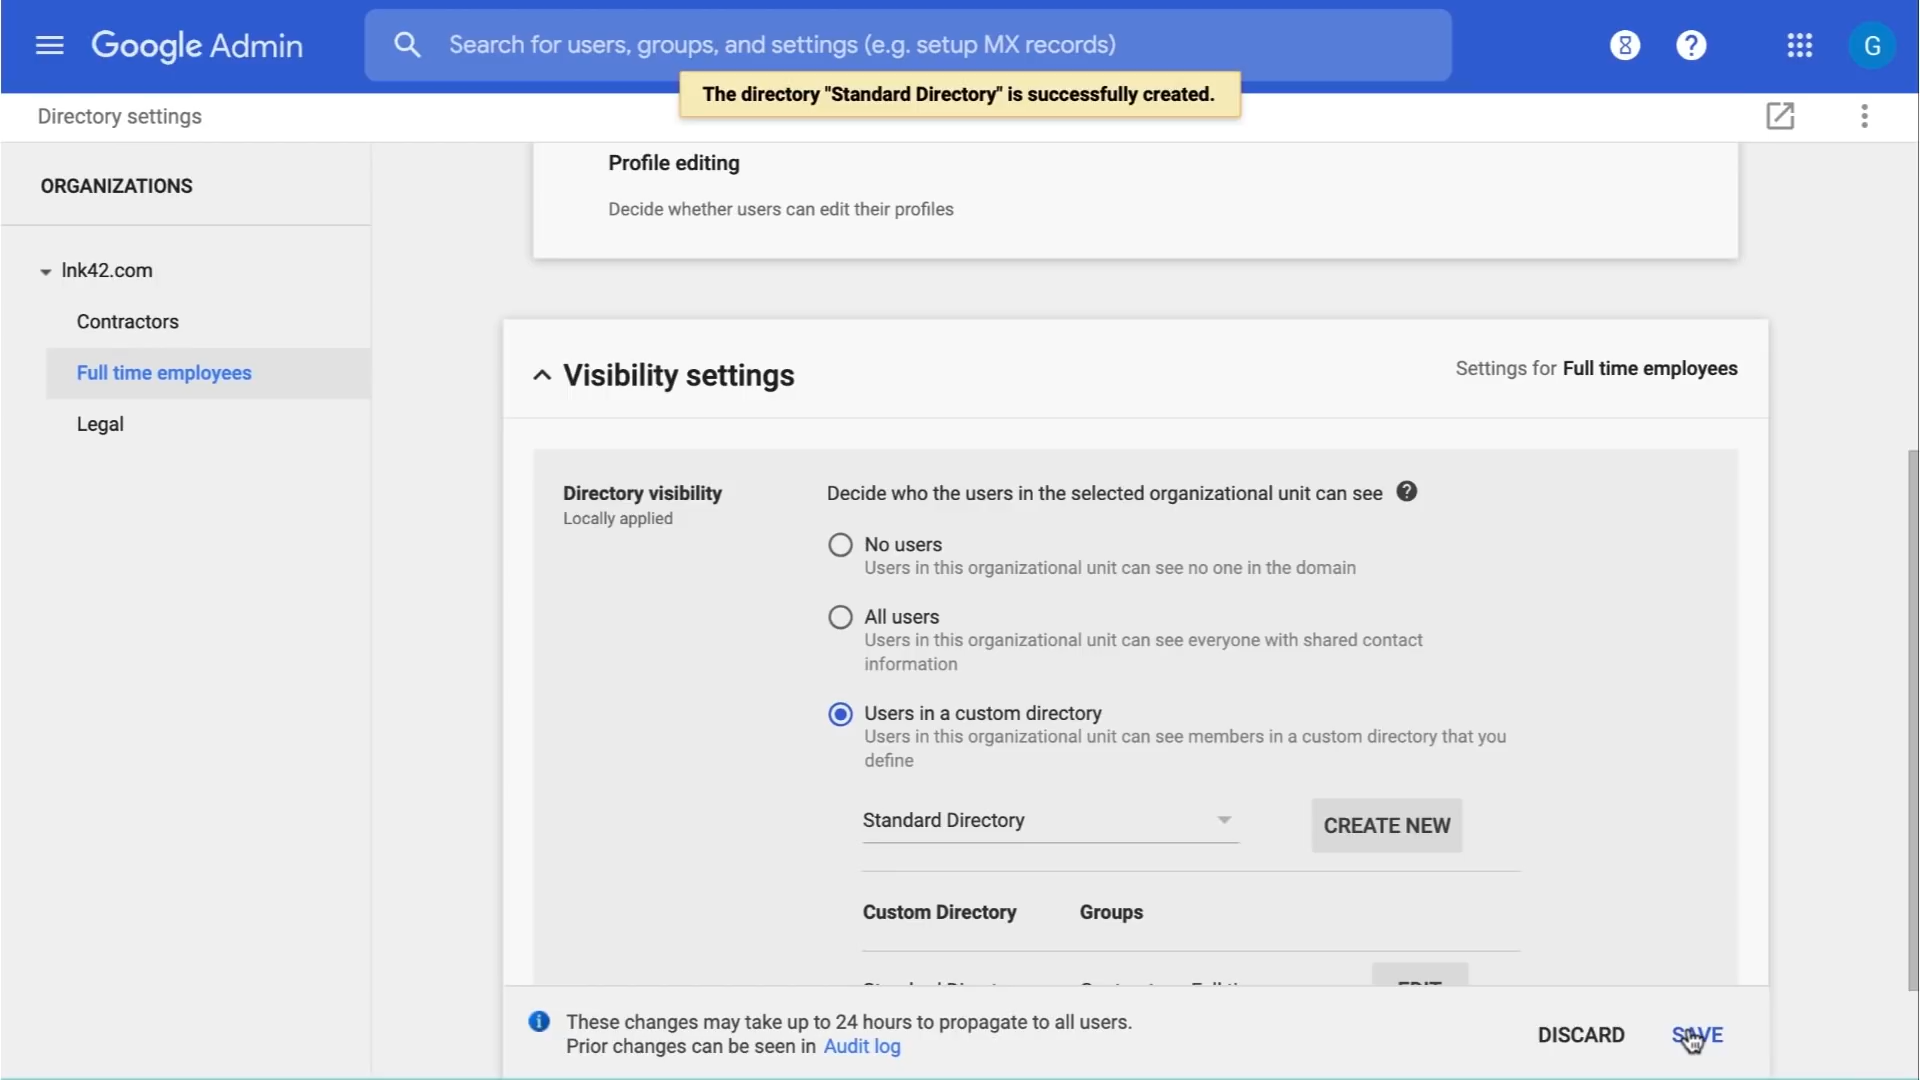 Google Admin
Search for users, groups, and settings (e.g. setup MX records)
G
The directory "Standard Directory" is successfully created.
Directory settings
ORGANIZATIONS
lnk42.com
Contractors
Full time employees
Legal
Profile editing
Decide whether users can edit their profiles
Visibility settings
Settings for Full time employees
Directory visibility
Locally applied
Decide who the users in the selected organizational unit can see
No users
Users in this organizational unit can see no one in the domain
All users
Users in this organizational unit can see everyone with shared contact
information
Users in a custom directory
Users in this organizational unit can see members in a custom directory that you
define
Standard Directory
CREATE NEW
Custom Directory Groups
EDIT
These changes may take up to 24 hours to propagate to all users.
Prior changes can be seen in Audit log
DISCARD
SAVE